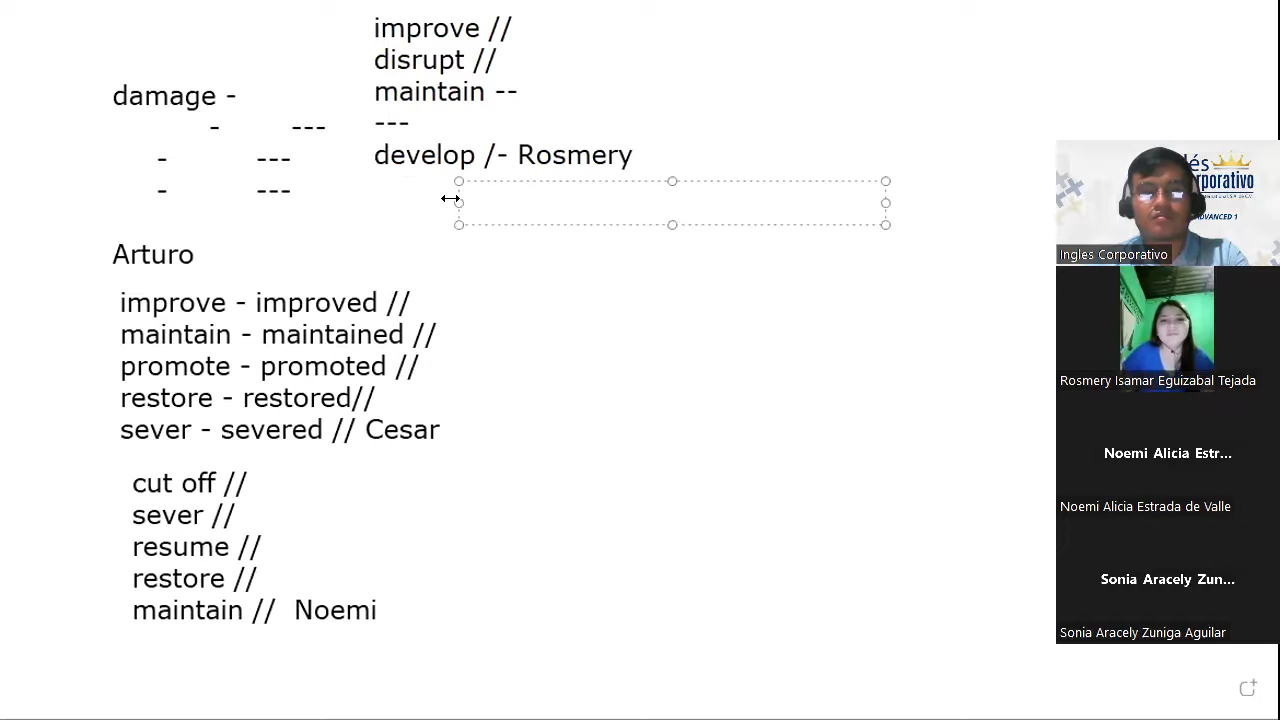 improve //
disrupt //
maintain --
---
develop /- Rosmery
damage -
- ---
- ---
- ---
Arturo
improve - improved //
maintain - maintained //
promote - promoted //
restore - restored//
sever - severed // Cesar
cut off //
sever //
resume //
restore //
maintain // Noemi
Ingles Corporativo
Rosmery Isamar Eguizabal Tejada
Noemi Alicia Estr...
Noemi Alicia Estrada de Valle
Sonia Aracely Zun...
Sonia Aracely Zuniga Aguilar